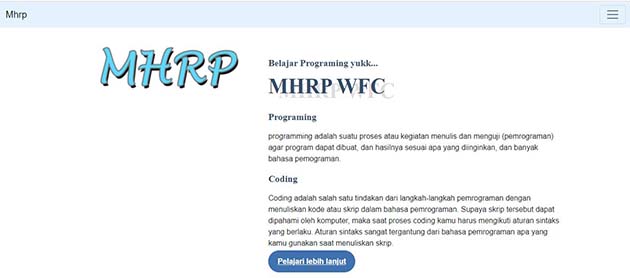 Mhrp
MHRP
Belajar Programing yukk...
MHRP WFC
Programing
programming adalah suatu proses atau kegiatan menulis dan menguji (pemrograman)
agar program dapat dibuat, dan hasilnya sesuai apa yang diinginkan, dan banyak
bahasa pemograman.
Coding
Coding adalah salah satu tindakan dari langkah-langkah pemrograman dengan
menuliskan kode atau skrip dalam bahasa pemrograman. Supaya skrip tersebut dapat
dipahami oleh komputer, maka saat proses coding kamu harus mengikuti aturan sintaks
yang berlaku. Aturan sintaks sangat tergantung dari bahasa pemrograman apa yang
kamu gunakan saat menuliskan skrip.
Pelajari lebih lanjut